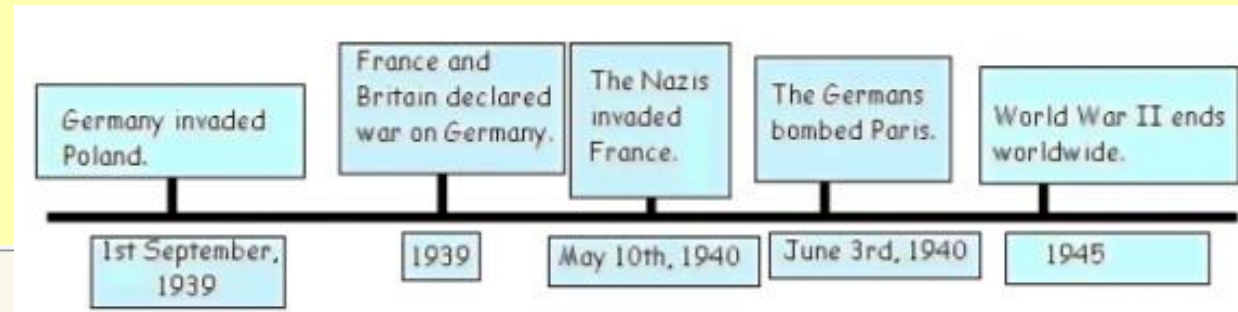 Germany invaded
Poland.
France and
Britain declared
war on Germany.
The Nazis
invaded
France.
The Germans
bombed Paris.
World War II ends
worldwide.
1st September,
1939
1939
May 10th, 1940
June 3rd, 1940
1945